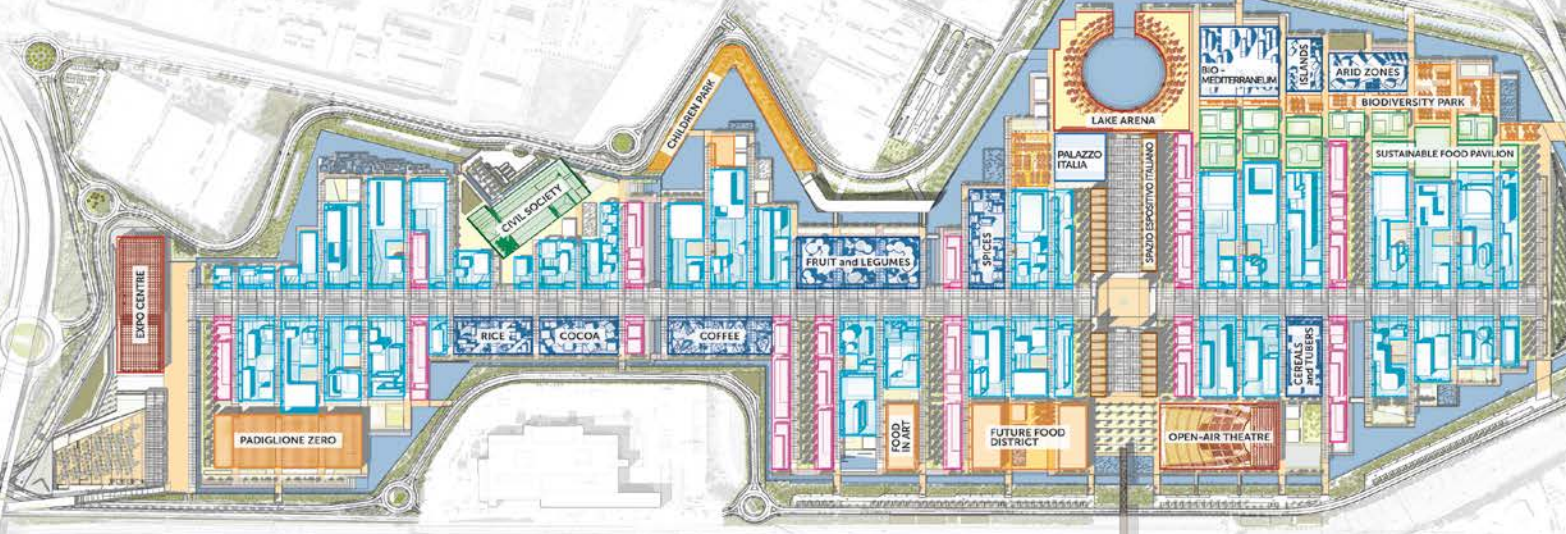 LAKE ARENA
BIO-
MEDITERRANEUM
ISLANDS
ARID ZONES
BIODIVERSITY PARK
CHILDREN PARK
PALAZZO
ITALIA
SPAZIO ESPOSITIVO ITALIANO
SUSTAINABLE FOOD PAVILION
CIVIL SOCIETY
EXPO CENTRE
FRUIT and LEGUMES
SPICES
RICE
COCOA
COFFEE
CEREALS
and TUBERS
PADIGLIONE ZERO
FOOD
IN ART
FUTURE FOOD
DISTRICT
OPEN-AIR THEATRE